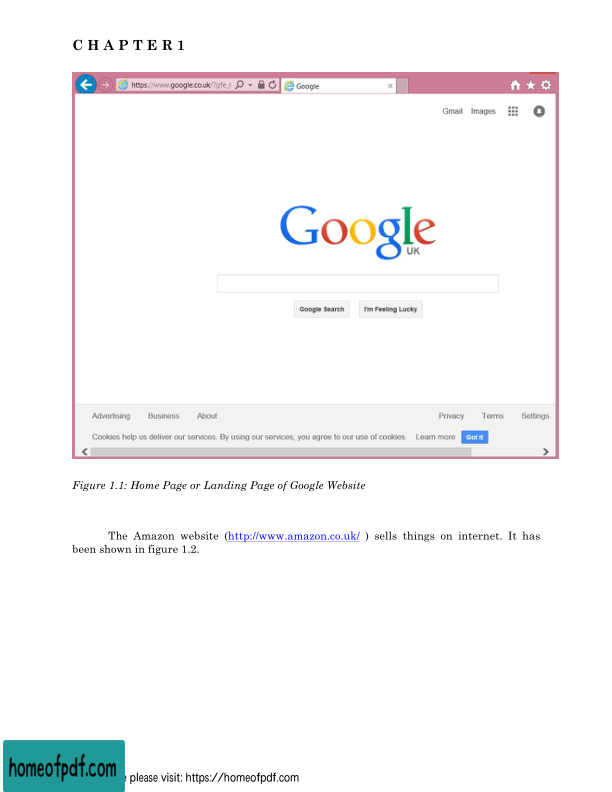 C H A P T E R 1
https://www.google.co.uk/?gfe_r
Google
Gmail Images
Google
UK
Google Search I'm Feeling Lucky
Advertising Business About Privacy Terms Settings
Cookies help us deliver our services. By using our services, you agree to our use of cookies. Learn more Got it
Figure 1.1: Home Page or Landing Page of Google Website
The Amazon website (http://www.amazon.co.uk/ ) sells things on internet. It has
been shown in figure 1.2.
homeofpdf.com
please visit: https://homeofpdf.com